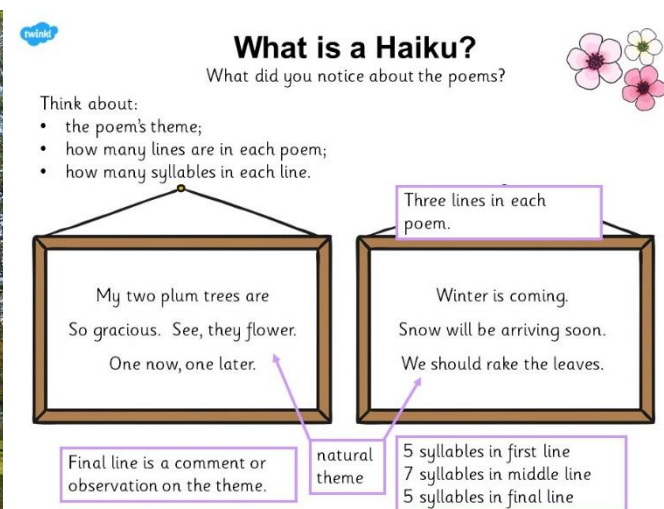 twinkl
What is a Haiku?
What did you notice about the poems?
Think about:
• the poem's theme;
• how many lines are in each poem;
• how many syllables in each line.
Three lines in each
poem.
My two plum trees are
So gracious. See, they flower.
One now, one later.
Winter is coming.
Snow will be arriving soon.
We should rake the leaves.
Final line is a comment or
observation on the theme.
natural
theme
5 syllables in first line
7 syllables in middle line
5 syllables in final line